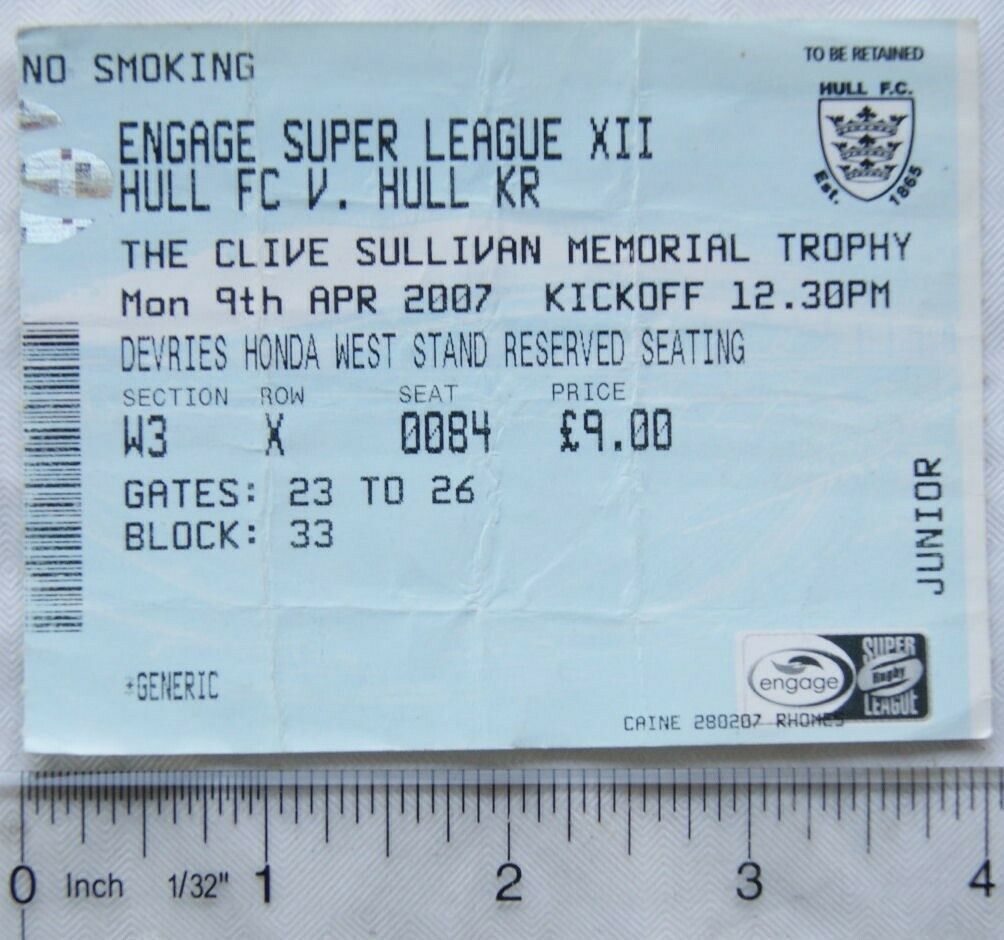 NO SMOKING
TO BE RETAINED
HULL F.C.
Est. 1865
ENGAGE SUPER LEAGUE XII
HULL FC V. HULL KR
THE CLIVE SULLIVAN MEMORIAL TROPHY
Mon 9th APR 2007 KICKOFF 12.30PM
DEVRIES HONDA WEST STAND RESERVED SEATING
SECTION ROW SEAT PRICE
W3 X 0084 £9.00
GATES: 23 TO 26
BLOCK: 33
JUNIOR
*GENERIC
engage
SUPER
Rugby
LEAGUE
CAINE 280207 RHOMES
0 Inch 1/32" 1 2 3 4